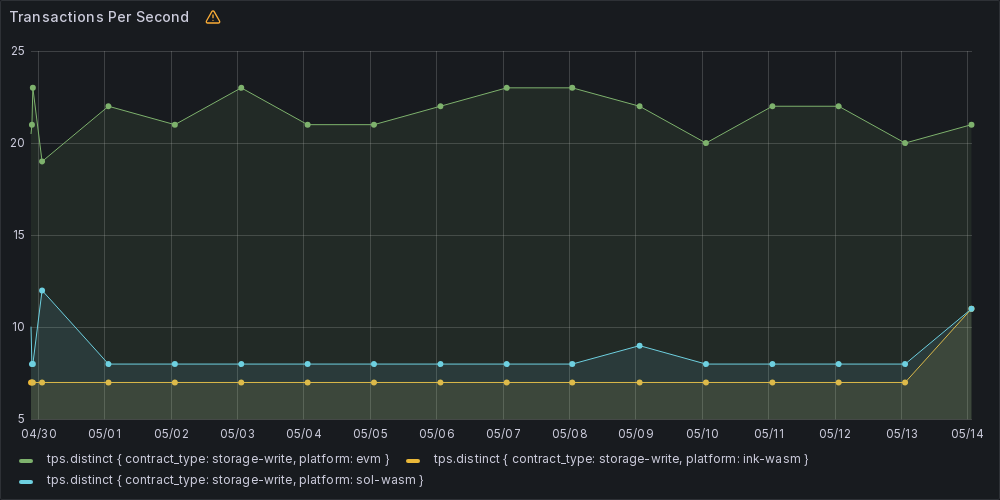 Transactions Per Second
25
20
15
10
5
04/30 05/01 05/02 05/03 05/04 05/05 05/06 05/07 05/08 05/09 05/10 05/11 05/12 05/13 05/14
tps.distinct { contract_type: storage-write, platform: evm } tps.distinct { contract_type: storage-write, platform: ink-wasm }
tps.distinct { contract_type: storage-write, platform: sol-wasm }